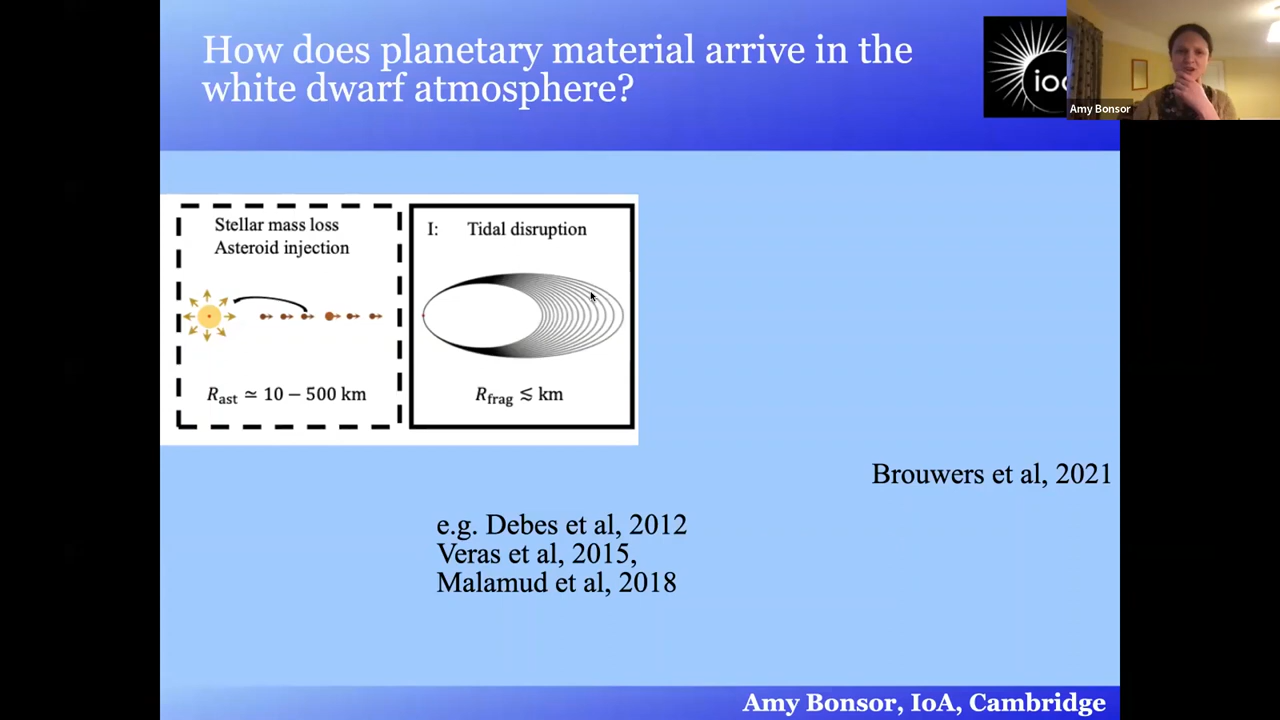 How does planetary material arrive in the
white dwarf atmosphere?
Amy Bonsor
Stellar mass loss
Asteroid injection
R_ast ≃ 10 − 500 km
I: Tidal disruption
R_frag ≲ km
Brouwers et al, 2021
e.g. Debes et al, 2012
Veras et al, 2015,
Malamud et al, 2018
Amy Bonsor, IoA, Cambridge